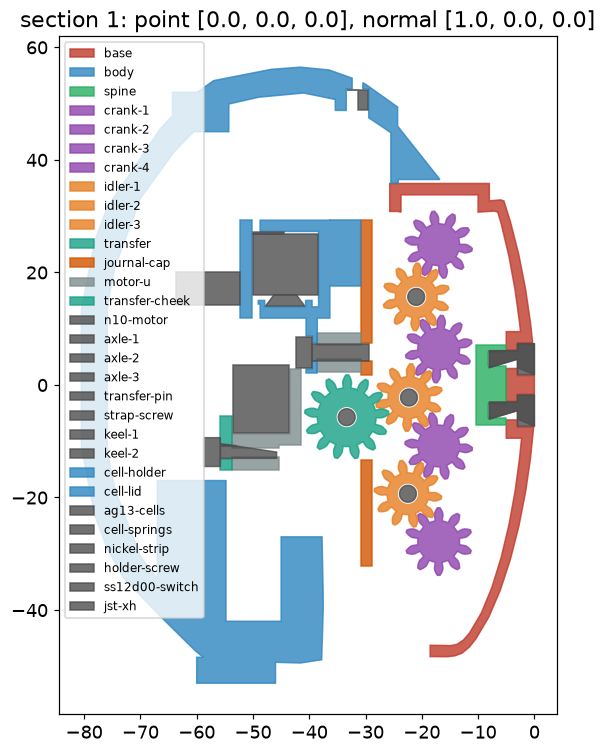 section 1: point [0.0, 0.0, 0.0], normal [1.0, 0.0, 0.0]
base
body
spine
crank-1
crank-2
crank-3
crank-4
idler-1
idler-2
idler-3
transfer
journal-cap
motor-u
transfer-cheek
n10-motor
axle-1
axle-2
axle-3
transfer-pin
strap-screw
keel-1
keel-2
cell-holder
cell-lid
ag13-cells
cell-springs
nickel-strip
holder-screw
ss12d00-switch
jst-xh
60
40
20
0
−20
−40
−80 −70 −60 −50 −40 −30 −20 −10 0